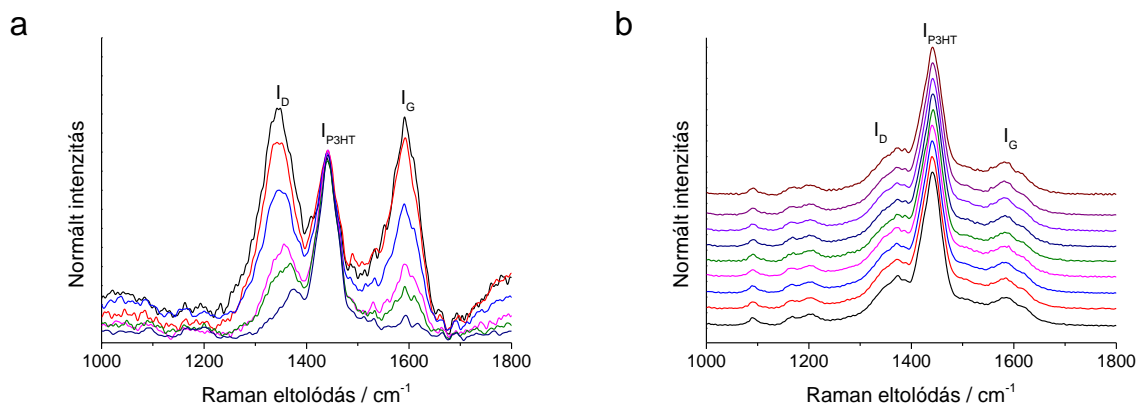 a
I_D
I_P3HT
I_G
Normált intenzitás
1000 1200 1400 1600 1800
Raman eltolódás / cm⁻¹
b
I_P3HT
I_D
I_G
Normált intenzitás
1000 1200 1400 1600 1800
Raman eltolódás / cm⁻¹